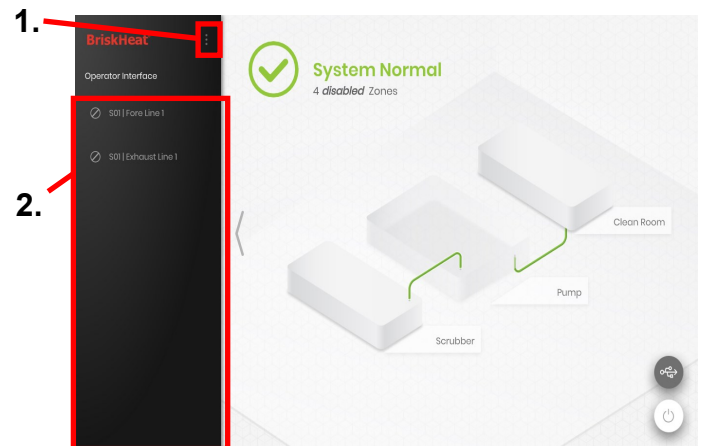 1.
BriskHeat
Operator Interface
S01 | Fore Line 1
S01 | Exhaust Line 1
2.
System Normal
4 disabled Zones
Clean Room
Pump
Scrubber